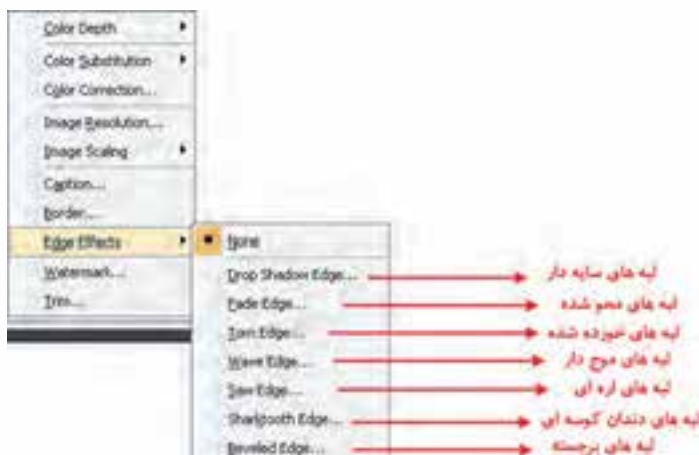 Color Depth
Color Substitution
Color Correction...
Image Resolution...
Image Scaling
Caption...
Border...
Edge Effects
Watermark...
Trim...
None
Drop Shadow Edge... لبه های سایه دار
Fade Edge... لبه های محو شده
Torn Edge... لبه های خورده شده
Wave Edge... لبه های موج دار
Saw Edge... لبه های اره ای
Sharktooth Edge... لبه های دندان کوسه ای
Beveled Edge... لبه های برجسته